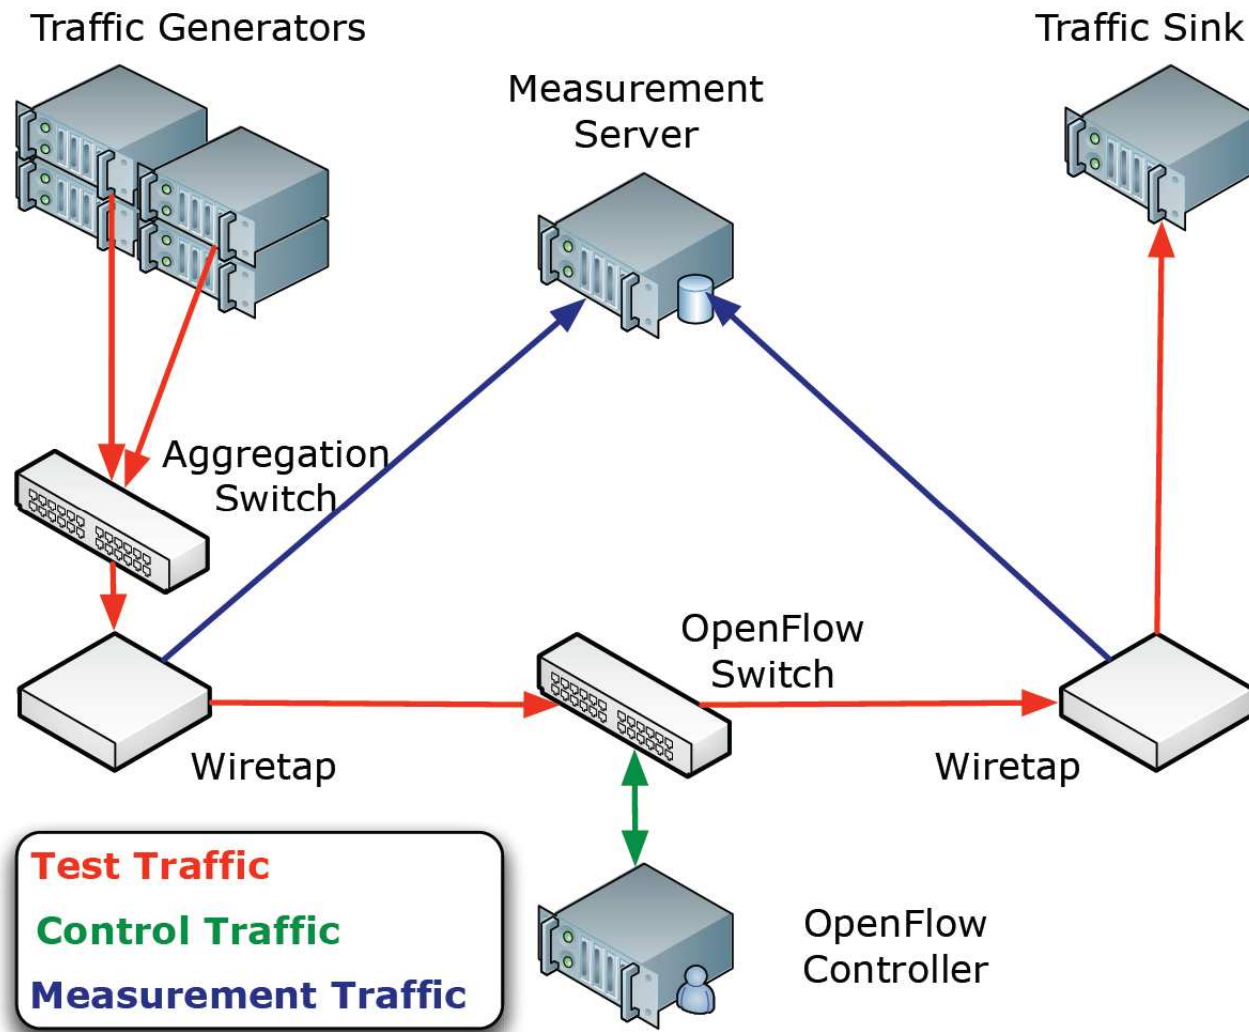 Traffic Generators
Traffic Sink
Measurement
Server
Aggregation
Switch
OpenFlow
Switch
Wiretap
Wiretap
Test Traffic
Control Traffic
Measurement Traffic
OpenFlow
Controller